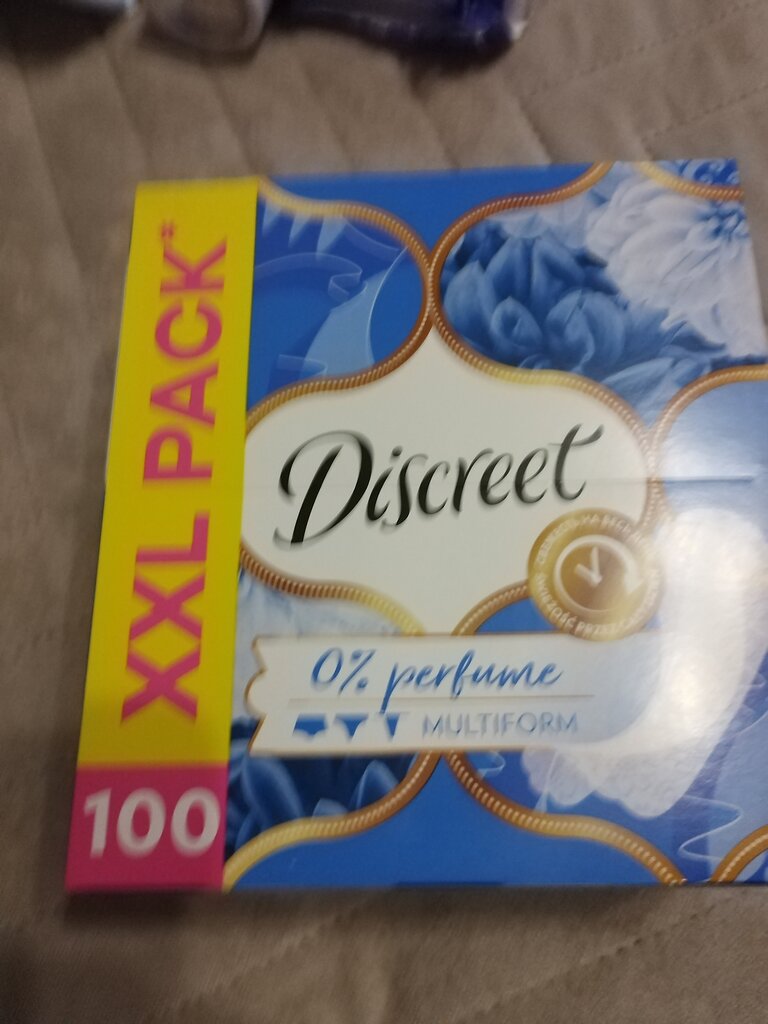 XXL PACK*
100
Discreet
0% perfume
MULTIFORM